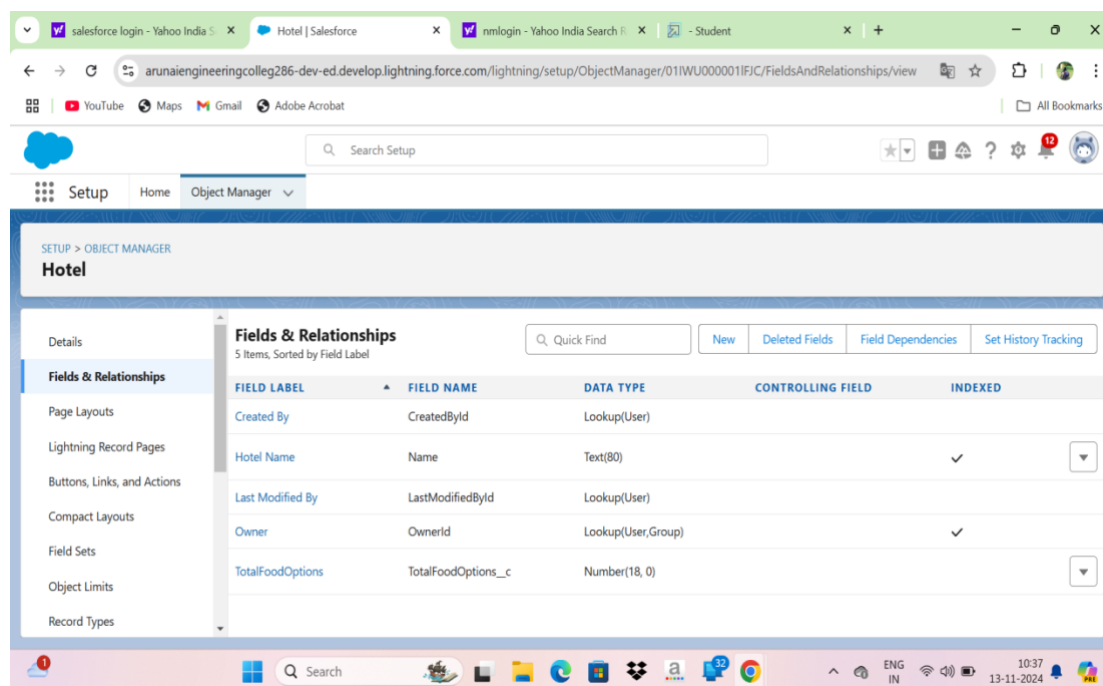 salesforce login - Yahoo India S
Hotel | Salesforce
nmlogin - Yahoo India Search R
- Student
arunaiengineeringcolleg286-dev-ed.develop.lightning.force.com/lightning/setup/ObjectManager/01IWU000001IFJC/FieldsAndRelationships/view
YouTube Maps Gmail Adobe Acrobat All Bookmarks
Search Setup
12
Setup Home Object Manager
SETUP > OBJECT MANAGER
Hotel
Details
Fields & Relationships
Page Layouts
Lightning Record Pages
Buttons, Links, and Actions
Compact Layouts
Field Sets
Object Limits
Record Types
Fields & Relationships
5 Items, Sorted by Field Label
Quick Find
New Deleted Fields Field Dependencies Set History Tracking
FIELD LABEL FIELD NAME DATA TYPE CONTROLLING FIELD INDEXED
Created By CreatedById Lookup(User)
Hotel Name Name Text(80)
Last Modified By LastModifiedById Lookup(User)
Owner OwnerId Lookup(User,Group)
TotalFoodOptions TotalFoodOptions__c Number(18, 0)
1
Search
a
32
ENG
IN
10:37
13-11-2024
PRE